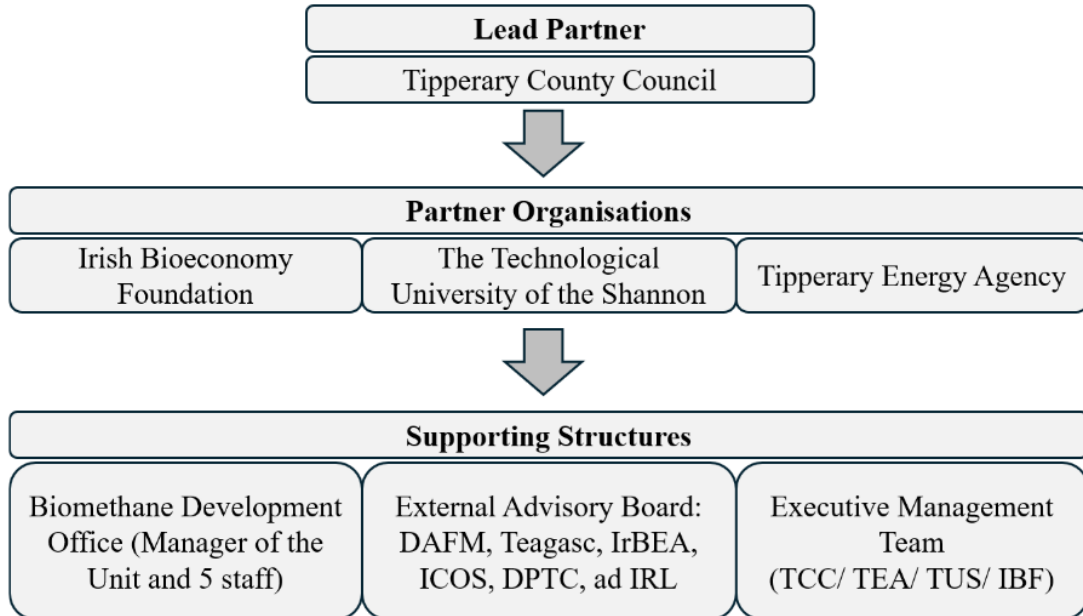 Lead Partner
Tipperary County Council
Partner Organisations
Irish Bioeconomy
Foundation
The Technological
University of the Shannon
Tipperary Energy Agency
Supporting Structures
Biomethane Development
Office (Manager of the
Unit and 5 staff)
External Advisory Board:
DAFM, Teagasc, IrBEA,
ICOS, DPTC, ad IRL
Executive Management
Team
(TCC/ TEA/ TUS/ IBF)